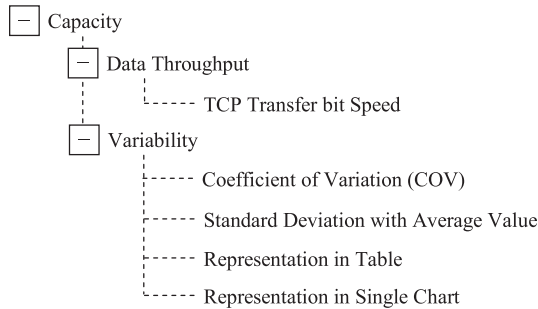 Capacity
Data Throughput
TCP Transfer bit Speed
Variability
Coefficient of Variation (COV)
Standard Deviation with Average Value
Representation in Table
Representation in Single Chart